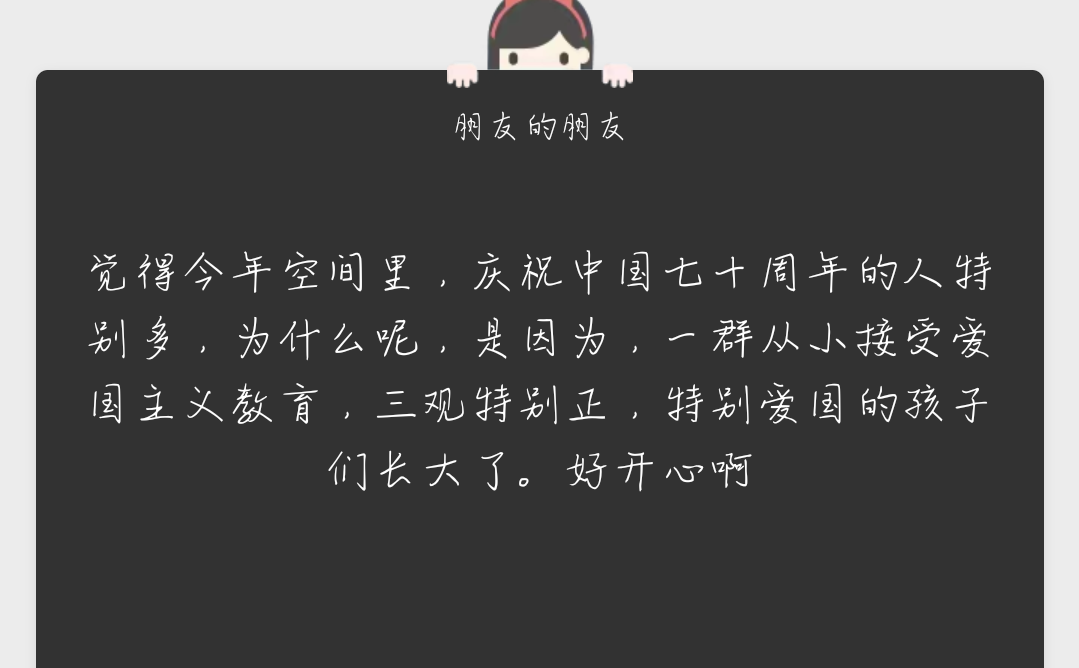 朋友的朋友
觉得今年空间里，庆祝中国七十周年的人特
别多，为什么呢，是因为，一群从小接受爱
国主义教育，三观特别正，特别爱国的孩子
们长大了。好开心啊